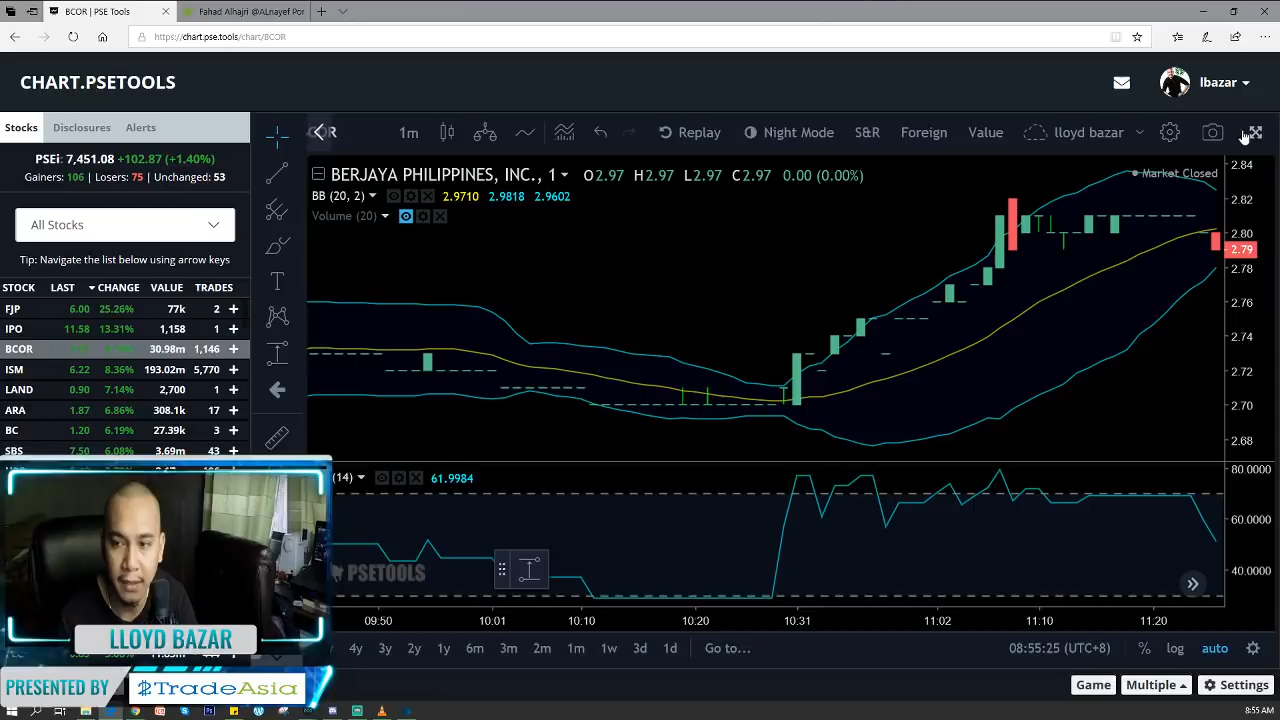 BCOR | PSE Tools
Fahad Alhajri @ALnayef Por
https://chart.pse.tools/chart/BCOR
CHART.PSETOOLS
lbazar
Stocks Disclosures Alerts
PSEi: 7,451.08 +102.87 (+1.40%)
Gainers: 106 | Losers: 75 | Unchanged: 53
All Stocks
Tip: Navigate the list below using arrow keys
STOCK LAST CHANGE VALUE TRADES
FJP 6.00 25.26% 77k 2 +
IPO 11.58 13.31% 1,158 1 +
BCOR 30.98m 1,146 +
ISM 6.22 8.36% 193.02m 5,770 +
LAND 0.90 7.14% 2,700 1 +
ARA 1.87 6.86% 308.1k 17 +
BC 1.20 6.19% 27.39k 3 +
SBS 7.50 6.08% 3.69m 43 +
1m
Replay
Night Mode
S&R
Foreign
Value
lloyd bazar
BERJAYA PHILIPPINES, INC., 1
O2.97 H2.97 L2.97 C2.97 0.00 (0.00%)
Market Closed
BB (20, 2) 2.9710 2.9818 2.9602
Volume (20)
2.84
2.82
2.80
2.79
2.78
2.76
2.74
2.72
2.70
2.68
(14) 61.9984
80.0000
60.0000
40.0000
PSETOOLS
09:50 10:01 10:10 10:20 10:31 11:02 11:10 11:20
4y 3y 2y 1y 6m 3m 2m 1m 1w 3d 1d Go to...
08:55:25 (UTC+8) % log auto
Game Multiple Settings
LLOYD BAZAR
PRESENTED BY
$TradeAsia
8:55 AM